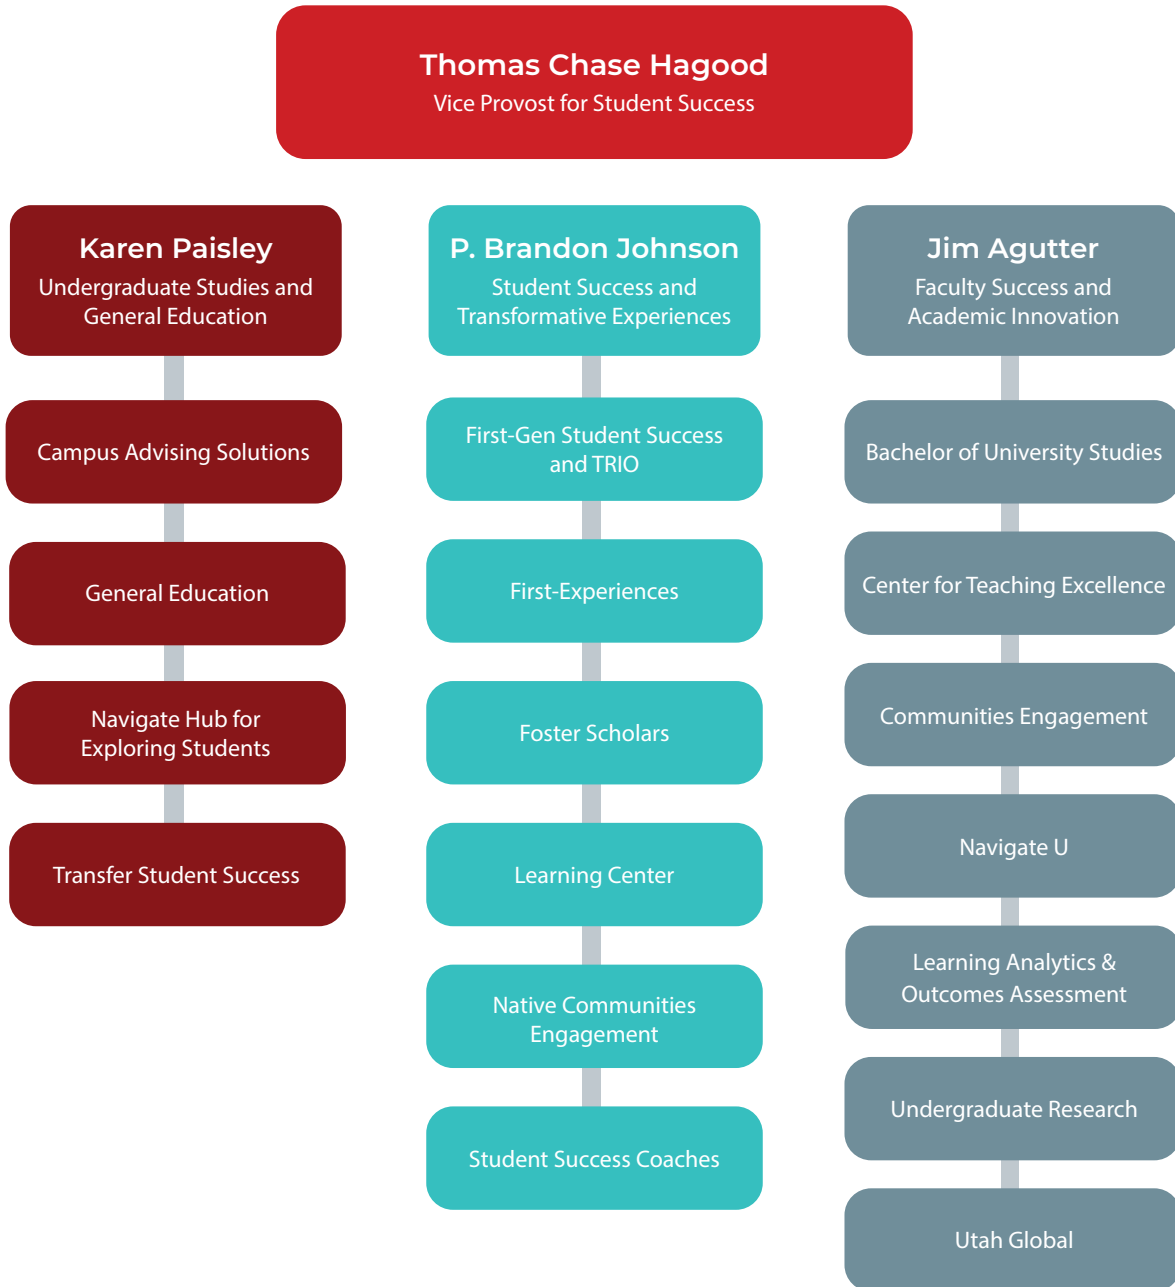 Thomas Chase Hagood
Vice Provost for Student Success
Karen Paisley
Undergraduate Studies and
General Education
Campus Advising Solutions
General Education
Navigate Hub for
Exploring Students
Transfer Student Success
P. Brandon Johnson
Student Success and
Transformative Experiences
First-Gen Student Success
and TRIO
First-Experiences
Foster Scholars
Learning Center
Native Communities
Engagement
Student Success Coaches
Jim Agutter
Faculty Success and
Academic Innovation
Bachelor of University Studies
Center for Teaching Excellence
Communities Engagement
Navigate U
Learning Analytics &
Outcomes Assessment
Undergraduate Research
Utah Global